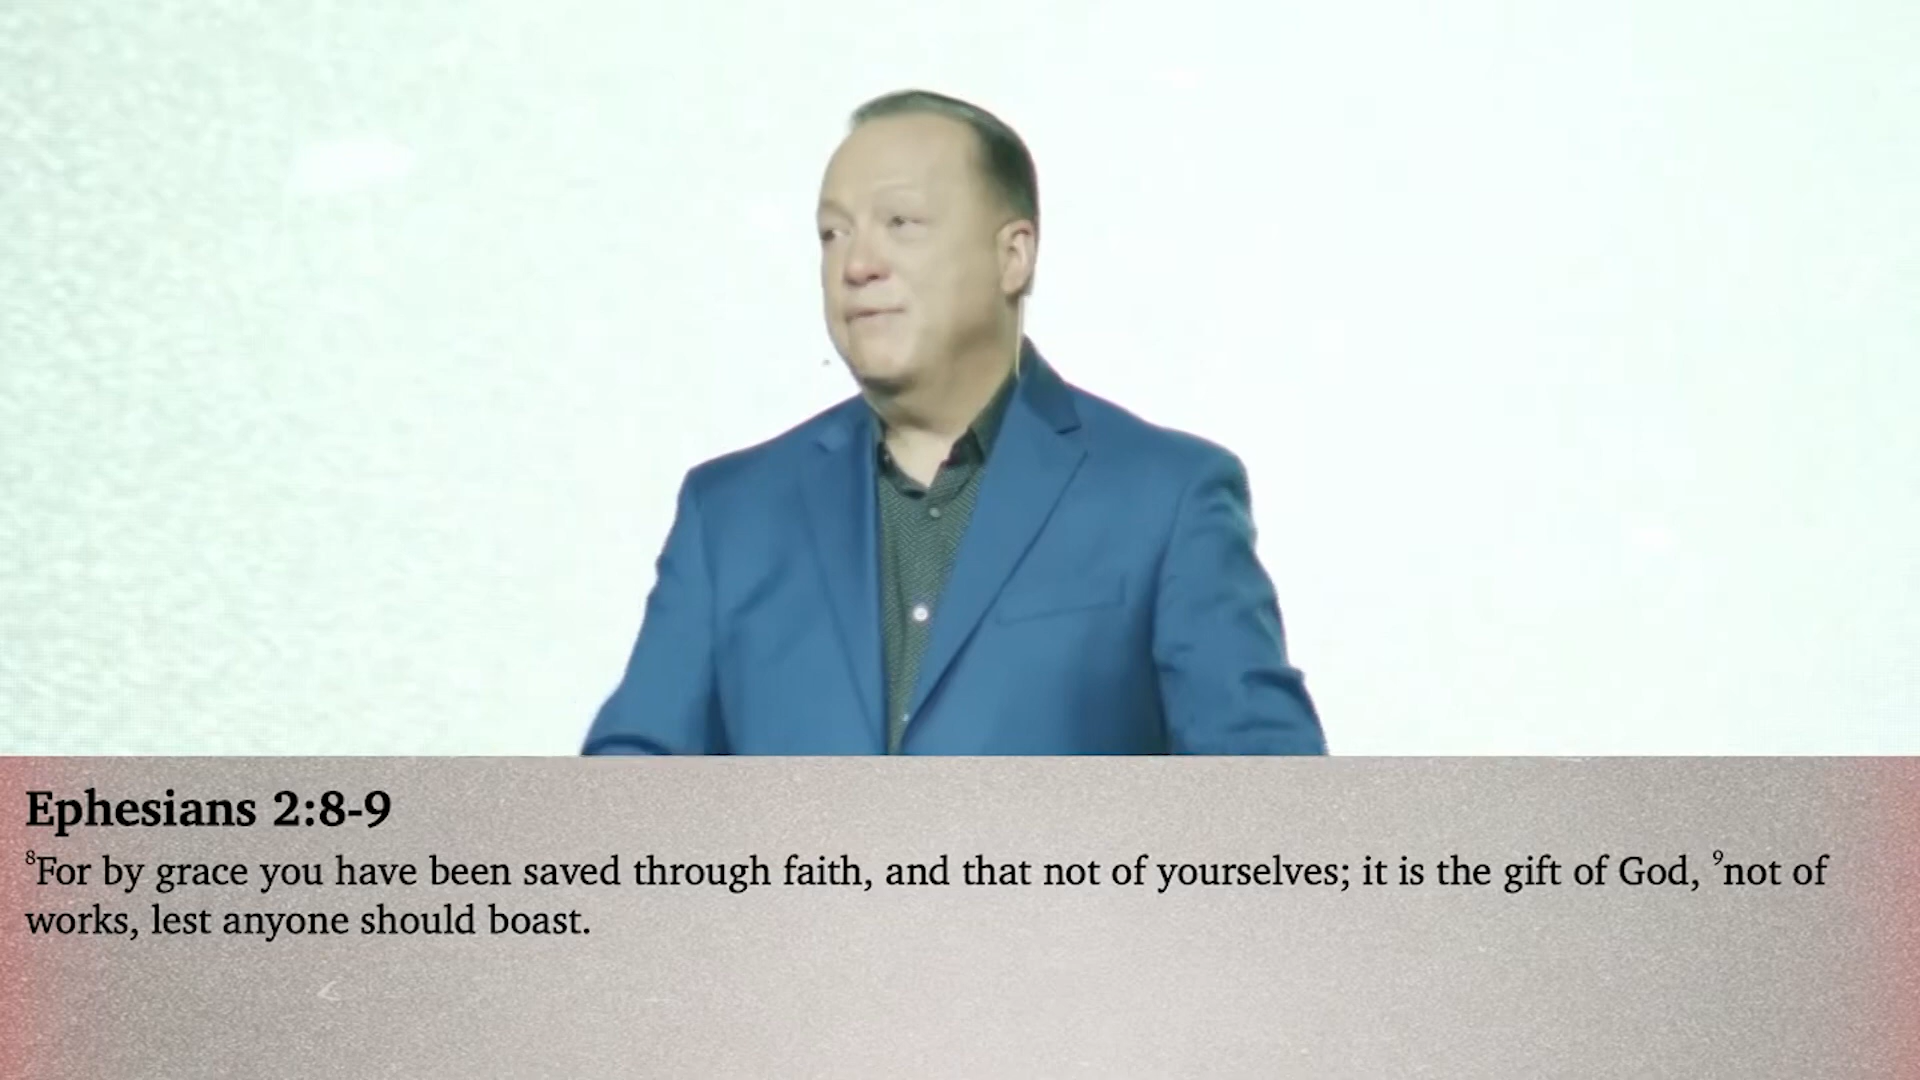 Ephesians 2:8-9
⁸For by grace you have been saved through faith, and that not of yourselves; it is the gift of God, ⁹not of
works, lest anyone should boast.